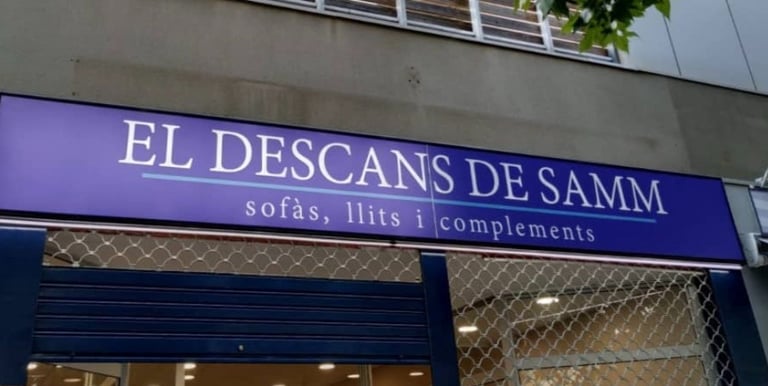 EL DESCANS DE SAMM
sofàs, llits i complements